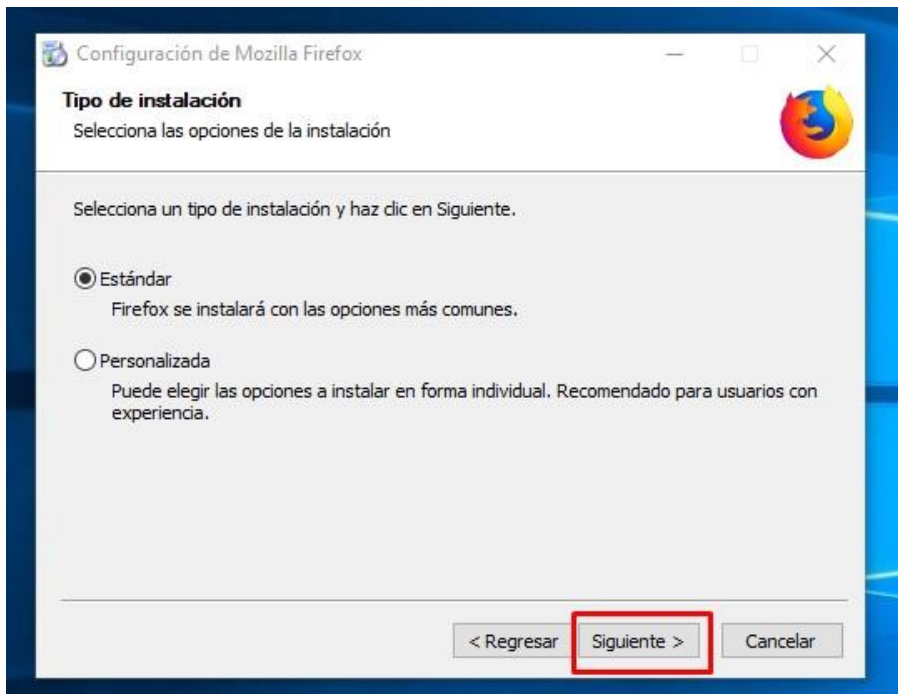 Configuración de Mozilla Firefox
Tipo de instalación
Selecciona las opciones de la instalación
Selecciona un tipo de instalación y haz clic en Siguiente.
Estándar
Firefox se instalará con las opciones más comunes.
Personalizada
Puede elegir las opciones a instalar en forma individual. Recomendado para usuarios con
experiencia.
< Regresar Siguiente > Cancelar